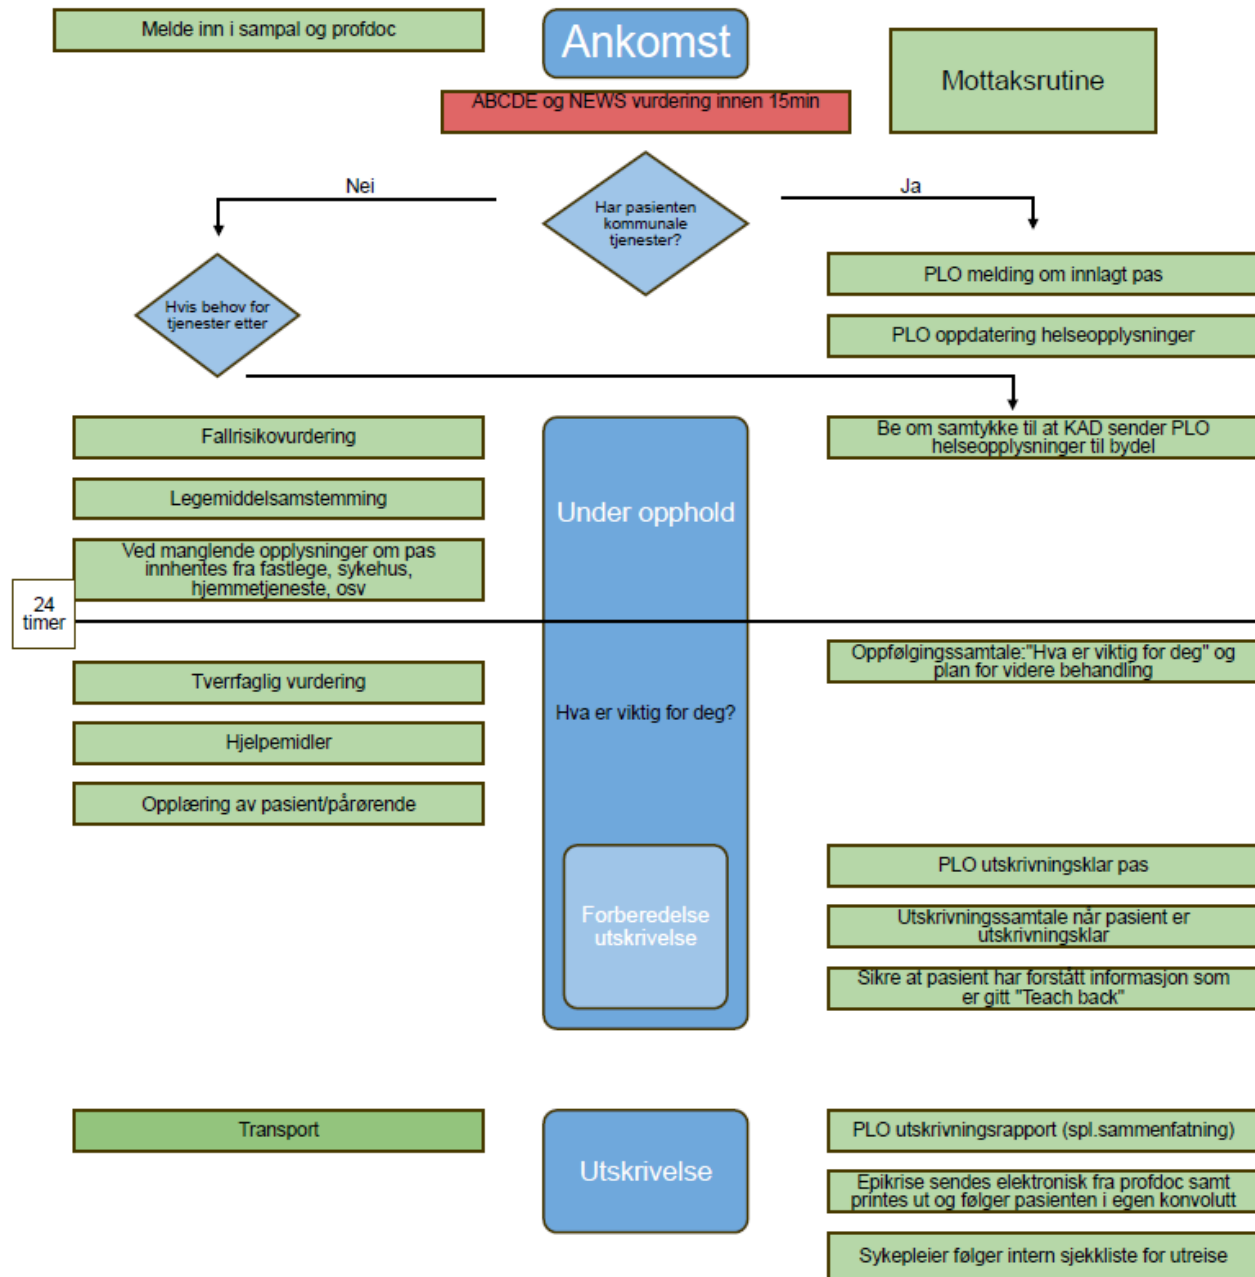 Melde inn i sampal og profdoc
Ankomst
Mottaksrutine
ABCDE og NEWS vurdering innen 15min
Nei
Ja
Har pasienten
kommunale
tjenester?
PLO melding om innlagt pas
Hvis behov for
tjenester etter
PLO oppdatering helseopplysninger
Fallrisikovurdering
Be om samtykke til at KAD sender PLO
helseopplysninger til bydel
Legemiddelsamstemming
Under opphold
Ved manglende opplysninger om pas
innhentes fra fastlege, sykehus,
hjemmetjeneste, osv
24
timer
Oppfølgingssamtale:"Hva er viktig for deg" og
plan for videre behandling
Tverrfaglig vurdering
Hva er viktig for deg?
Hjelpemidler
Opplæring av pasient/pårørende
PLO utskrivningsklar pas
Forberedelse
utskrivelse
Utskrivningssamtale når pasient er
utskrivningsklar
Sikre at pasient har forstått informasjon som
er gitt "Teach back"
Transport
Utskrivelse
PLO utskrivningsrapport (spl.sammenfatning)
Epikrise sendes elektronisk fra profdoc samt
printes ut og følger pasienten i egen konvolutt
Sykepleier følger intern sjekkliste for utreise